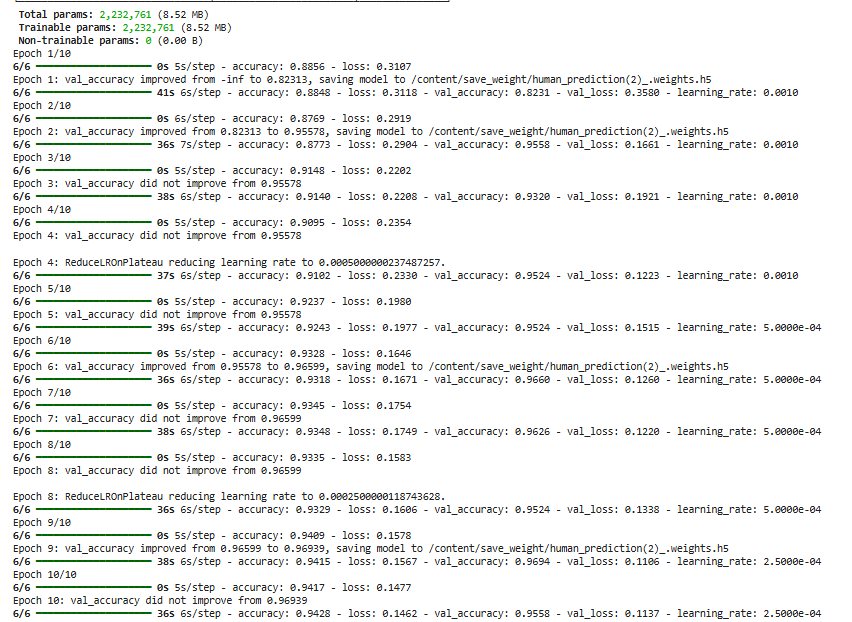 Total params: 2,232,761 (8.52 MB)
Trainable params: 2,232,761 (8.52 MB)
Non-trainable params: 0 (0.00 B)
Epoch 1/10
6/6 ━━━━━━━━━━━━━━━━━━━━ 0s 5s/step - accuracy: 0.8856 - loss: 0.3107
Epoch 1: val_accuracy improved from -inf to 0.82313, saving model to /content/save_weight/human_prediction(2)_.weights.h5
6/6 ━━━━━━━━━━━━━━━━━━━━ 41s 6s/step - accuracy: 0.8848 - loss: 0.3118 - val_accuracy: 0.8231 - val_loss: 0.3580 - learning_rate: 0.0010
Epoch 2/10
6/6 ━━━━━━━━━━━━━━━━━━━━ 0s 6s/step - accuracy: 0.8769 - loss: 0.2919
Epoch 2: val_accuracy improved from 0.82313 to 0.95578, saving model to /content/save_weight/human_prediction(2)_.weights.h5
6/6 ━━━━━━━━━━━━━━━━━━━━ 36s 7s/step - accuracy: 0.8773 - loss: 0.2904 - val_accuracy: 0.9558 - val_loss: 0.1661 - learning_rate: 0.0010
Epoch 3/10
6/6 ━━━━━━━━━━━━━━━━━━━━ 0s 5s/step - accuracy: 0.9148 - loss: 0.2202
Epoch 3: val_accuracy did not improve from 0.95578
6/6 ━━━━━━━━━━━━━━━━━━━━ 38s 6s/step - accuracy: 0.9140 - loss: 0.2208 - val_accuracy: 0.9320 - val_loss: 0.1921 - learning_rate: 0.0010
Epoch 4/10
6/6 ━━━━━━━━━━━━━━━━━━━━ 0s 5s/step - accuracy: 0.9095 - loss: 0.2354
Epoch 4: val_accuracy did not improve from 0.95578
Epoch 4: ReduceLROnPlateau reducing learning rate to 0.0005000000237487257.
6/6 ━━━━━━━━━━━━━━━━━━━━ 37s 6s/step - accuracy: 0.9102 - loss: 0.2330 - val_accuracy: 0.9524 - val_loss: 0.1223 - learning_rate: 0.0010
Epoch 5/10
6/6 ━━━━━━━━━━━━━━━━━━━━ 0s 5s/step - accuracy: 0.9237 - loss: 0.1980
Epoch 5: val_accuracy did not improve from 0.95578
6/6 ━━━━━━━━━━━━━━━━━━━━ 39s 6s/step - accuracy: 0.9243 - loss: 0.1977 - val_accuracy: 0.9524 - val_loss: 0.1515 - learning_rate: 5.0000e-04
Epoch 6/10
6/6 ━━━━━━━━━━━━━━━━━━━━ 0s 5s/step - accuracy: 0.9328 - loss: 0.1646
Epoch 6: val_accuracy improved from 0.95578 to 0.96599, saving model to /content/save_weight/human_prediction(2)_.weights.h5
6/6 ━━━━━━━━━━━━━━━━━━━━ 36s 6s/step - accuracy: 0.9318 - loss: 0.1671 - val_accuracy: 0.9660 - val_loss: 0.1260 - learning_rate: 5.0000e-04
Epoch 7/10
6/6 ━━━━━━━━━━━━━━━━━━━━ 0s 5s/step - accuracy: 0.9345 - loss: 0.1754
Epoch 7: val_accuracy did not improve from 0.96599
6/6 ━━━━━━━━━━━━━━━━━━━━ 38s 6s/step - accuracy: 0.9348 - loss: 0.1749 - val_accuracy: 0.9626 - val_loss: 0.1220 - learning_rate: 5.0000e-04
Epoch 8/10
6/6 ━━━━━━━━━━━━━━━━━━━━ 0s 5s/step - accuracy: 0.9335 - loss: 0.1583
Epoch 8: val_accuracy did not improve from 0.96599
Epoch 8: ReduceLROnPlateau reducing learning rate to 0.0002500000118743628.
6/6 ━━━━━━━━━━━━━━━━━━━━ 36s 6s/step - accuracy: 0.9329 - loss: 0.1606 - val_accuracy: 0.9524 - val_loss: 0.1338 - learning_rate: 5.0000e-04
Epoch 9/10
6/6 ━━━━━━━━━━━━━━━━━━━━ 0s 5s/step - accuracy: 0.9409 - loss: 0.1578
Epoch 9: val_accuracy improved from 0.96599 to 0.96939, saving model to /content/save_weight/human_prediction(2)_.weights.h5
6/6 ━━━━━━━━━━━━━━━━━━━━ 38s 6s/step - accuracy: 0.9415 - loss: 0.1567 - val_accuracy: 0.9694 - val_loss: 0.1106 - learning_rate: 2.5000e-04
Epoch 10/10
6/6 ━━━━━━━━━━━━━━━━━━━━ 0s 5s/step - accuracy: 0.9417 - loss: 0.1477
Epoch 10: val_accuracy did not improve from 0.96939
6/6 ━━━━━━━━━━━━━━━━━━━━ 36s 6s/step - accuracy: 0.9428 - loss: 0.1462 - val_accuracy: 0.9558 - val_loss: 0.1137 - learning_rate: 2.5000e-04